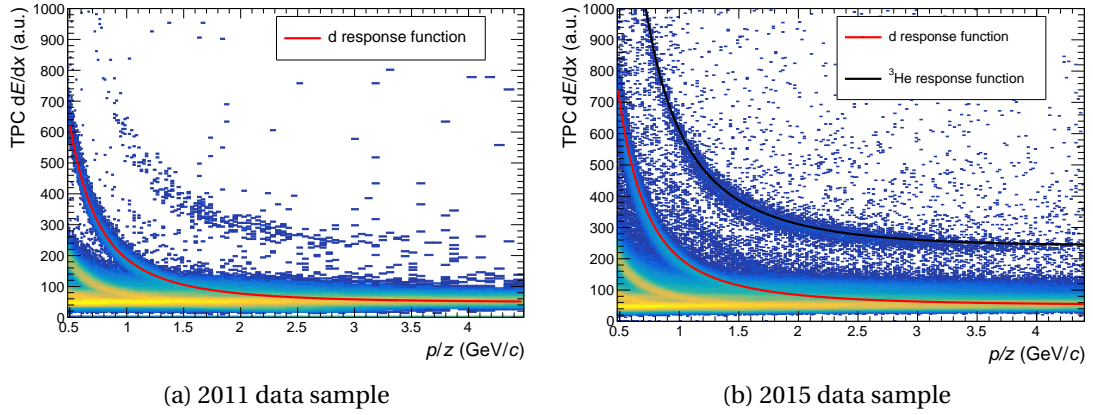 TPC dE/dx (a.u.)
1000
900
800
700
600
500
400
300
200
100
0
d response function
0.5 1 1.5 2 2.5 3 3.5 4
p/z (GeV/c)
(a) 2011 data sample
TPC dE/dx (a.u.)
1000
900
800
700
600
500
400
300
200
100
0
d response function
³He response function
0.5 1 1.5 2 2.5 3 3.5 4
p/z (GeV/c)
(b) 2015 data sample